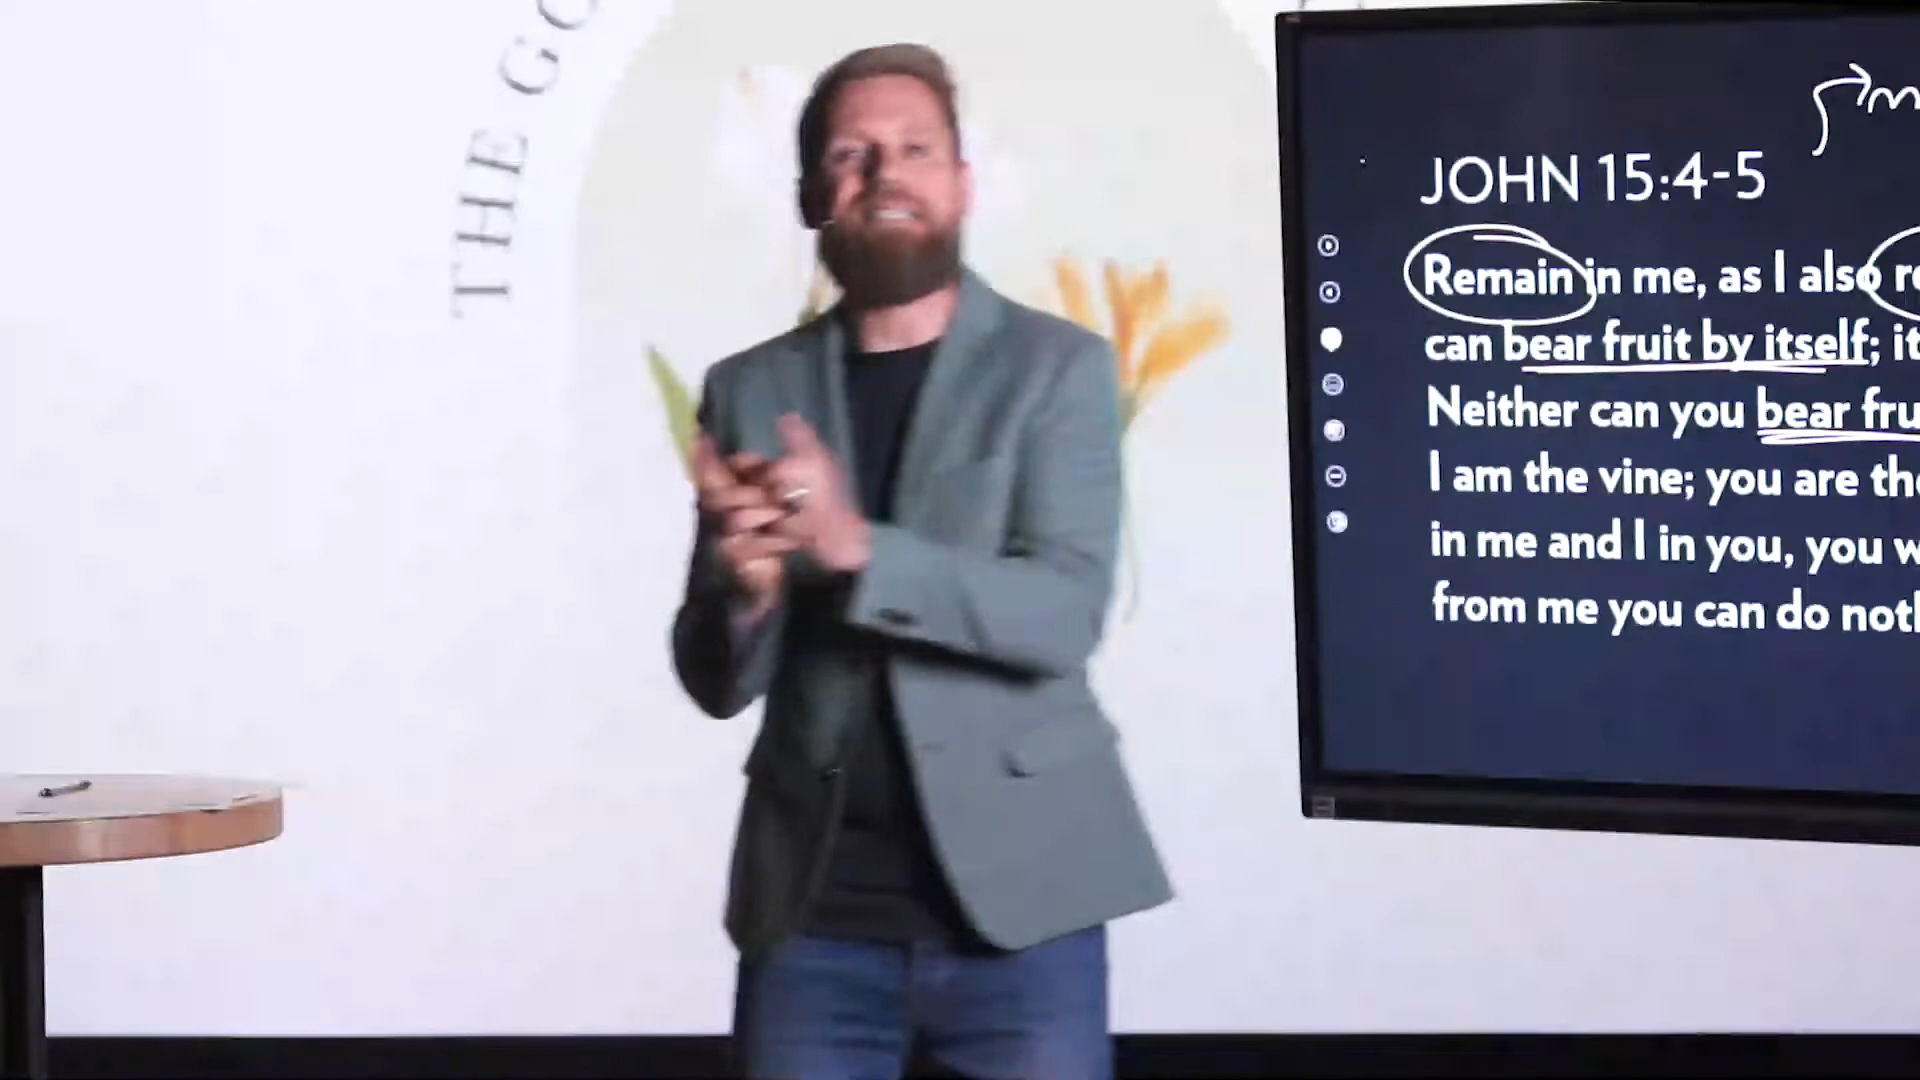 THE GO
JOHN 15:4-5
Remain in me, as I also re
can bear fruit by itself; it
Neither can you bear fru
I am the vine; you are the
in me and I in you, you w
from me you can do noth